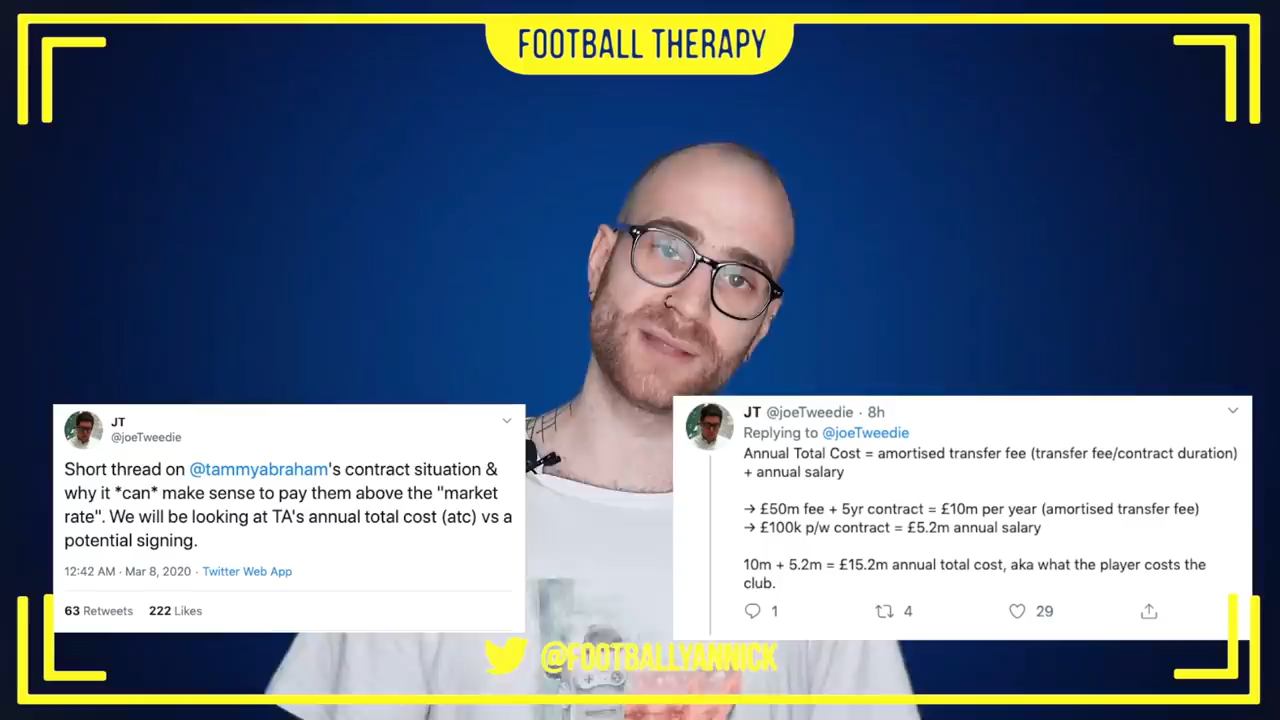 FOOTBALL THERAPY
JT
@joeTweedie
Short thread on @tammyabraham's contract situation &
why it *can* make sense to pay them above the "market
rate". We will be looking at TA's annual total cost (atc) vs a
potential signing.
12:42 AM · Mar 8, 2020 · Twitter Web App
63 Retweets 222 Likes
JT @joeTweedie · 8h
Replying to @joeTweedie
Annual Total Cost = amortised transfer fee (transfer fee/contract duration)
+ annual salary
→ £50m fee + 5yr contract = £10m per year (amortised transfer fee)
→ £100k p/w contract = £5.2m annual salary
10m + 5.2m = £15.2m annual total cost, aka what the player costs the
club.
1 4 29
@FOOTBALLYANNICK